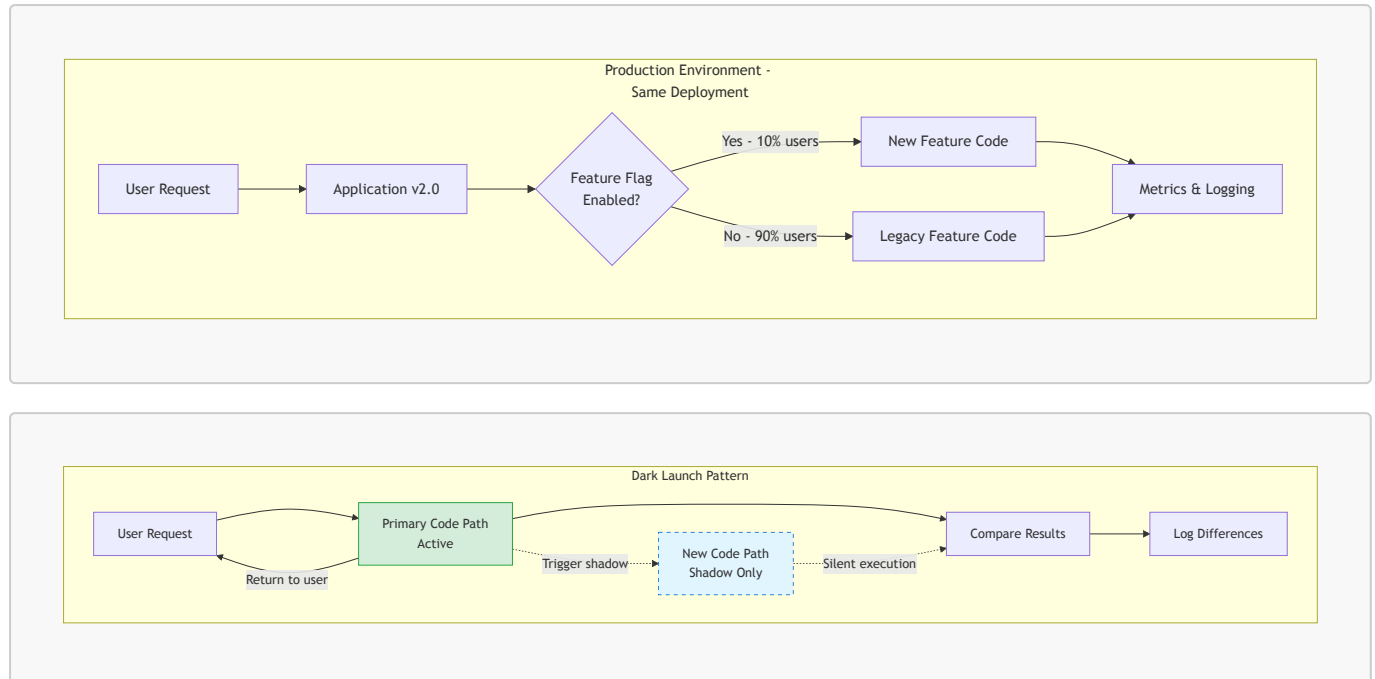 Production Environment -
Same Deployment
User Request
Application v2.0
Feature Flag
Enabled?
Yes - 10% users
No - 90% users
New Feature Code
Legacy Feature Code
Metrics & Logging
Dark Launch Pattern
User Request
Return to user
Primary Code Path
Active
Trigger shadow
New Code Path
Shadow Only
Silent execution
Compare Results
Log Differences